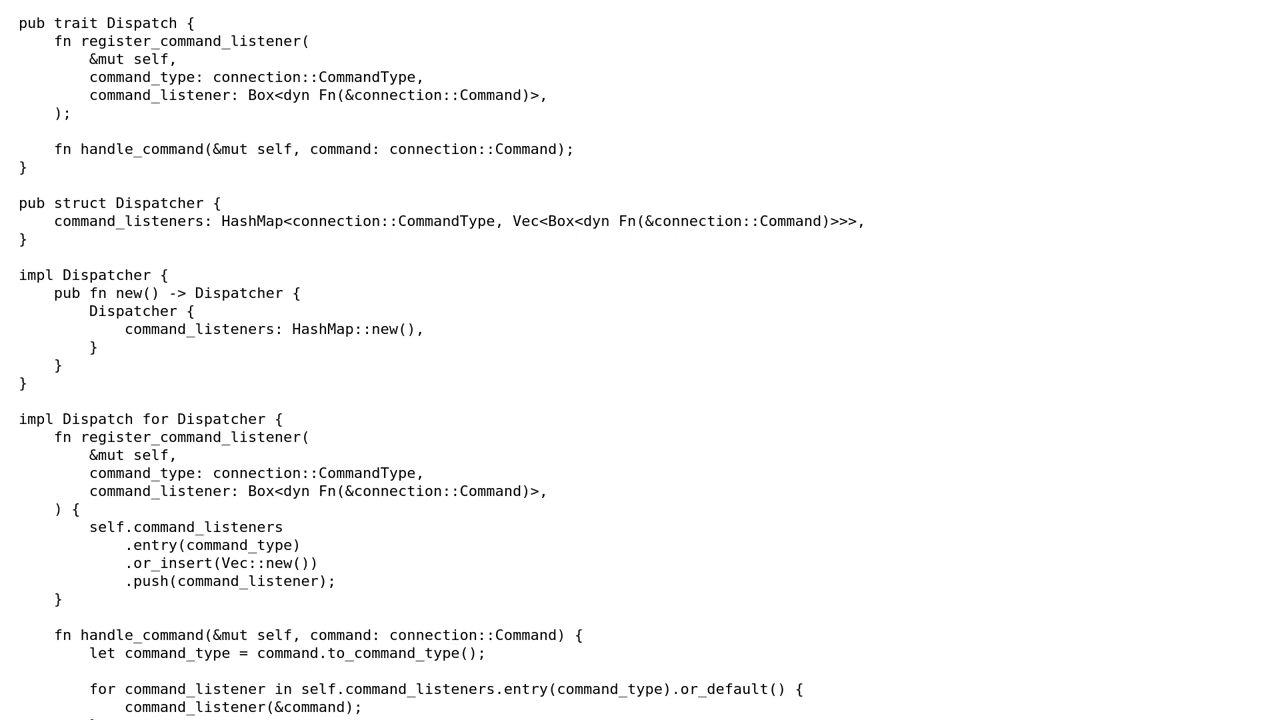 pub trait Dispatch {
    fn register_command_listener(
        &mut self,
        command_type: connection::CommandType,
        command_listener: Box<dyn Fn(&connection::Command)>,
    );

    fn handle_command(&mut self, command: connection::Command);
}

pub struct Dispatcher {
    command_listeners: HashMap<connection::CommandType, Vec<Box<dyn Fn(&connection::Command)>>>,
}

impl Dispatcher {
    pub fn new() -> Dispatcher {
        Dispatcher {
            command_listeners: HashMap::new(),
        }
    }
}

impl Dispatch for Dispatcher {
    fn register_command_listener(
        &mut self,
        command_type: connection::CommandType,
        command_listener: Box<dyn Fn(&connection::Command)>,
    ) {
        self.command_listeners
            .entry(command_type)
            .or_insert(Vec::new())
            .push(command_listener);
    }

    fn handle_command(&mut self, command: connection::Command) {
        let command_type = command.to_command_type();

        for command_listener in self.command_listeners.entry(command_type).or_default() {
            command_listener(&command);